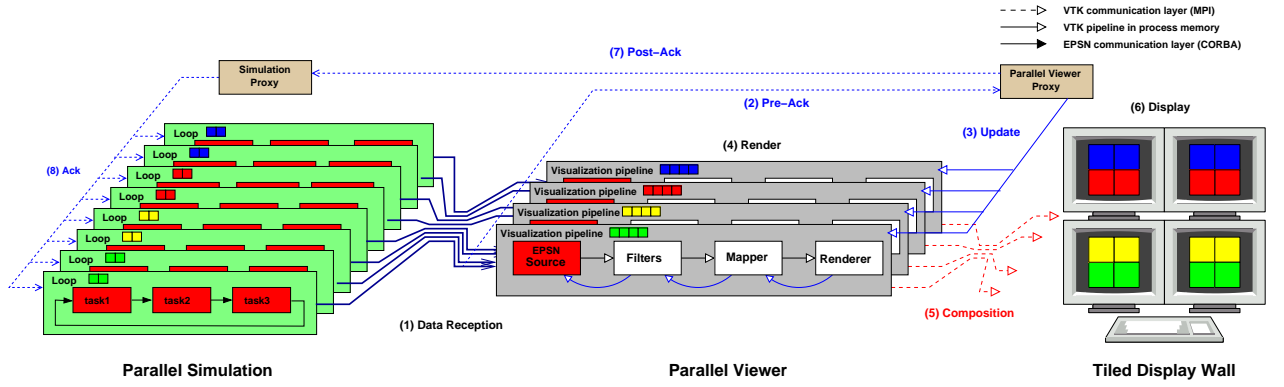 VTK communication layer (MPI)
VTK pipeline in process memory
EPSN communication layer (CORBA)
(7) Post–Ack
Simulation
Proxy
Parallel Viewer
Proxy
(2) Pre–Ack
(6) Display
(3) Update
(4) Render
(8) Ack
Loop
Loop
Loop
Loop
Loop
Loop
Loop
Loop
task1
task2
task3
Visualization pipeline
Visualization pipeline
Visualization pipeline
Visualization pipeline
EPSN
Source
Filters
Mapper
Renderer
(1) Data Reception
(5) Composition
Parallel Simulation
Parallel Viewer
Tiled Display Wall